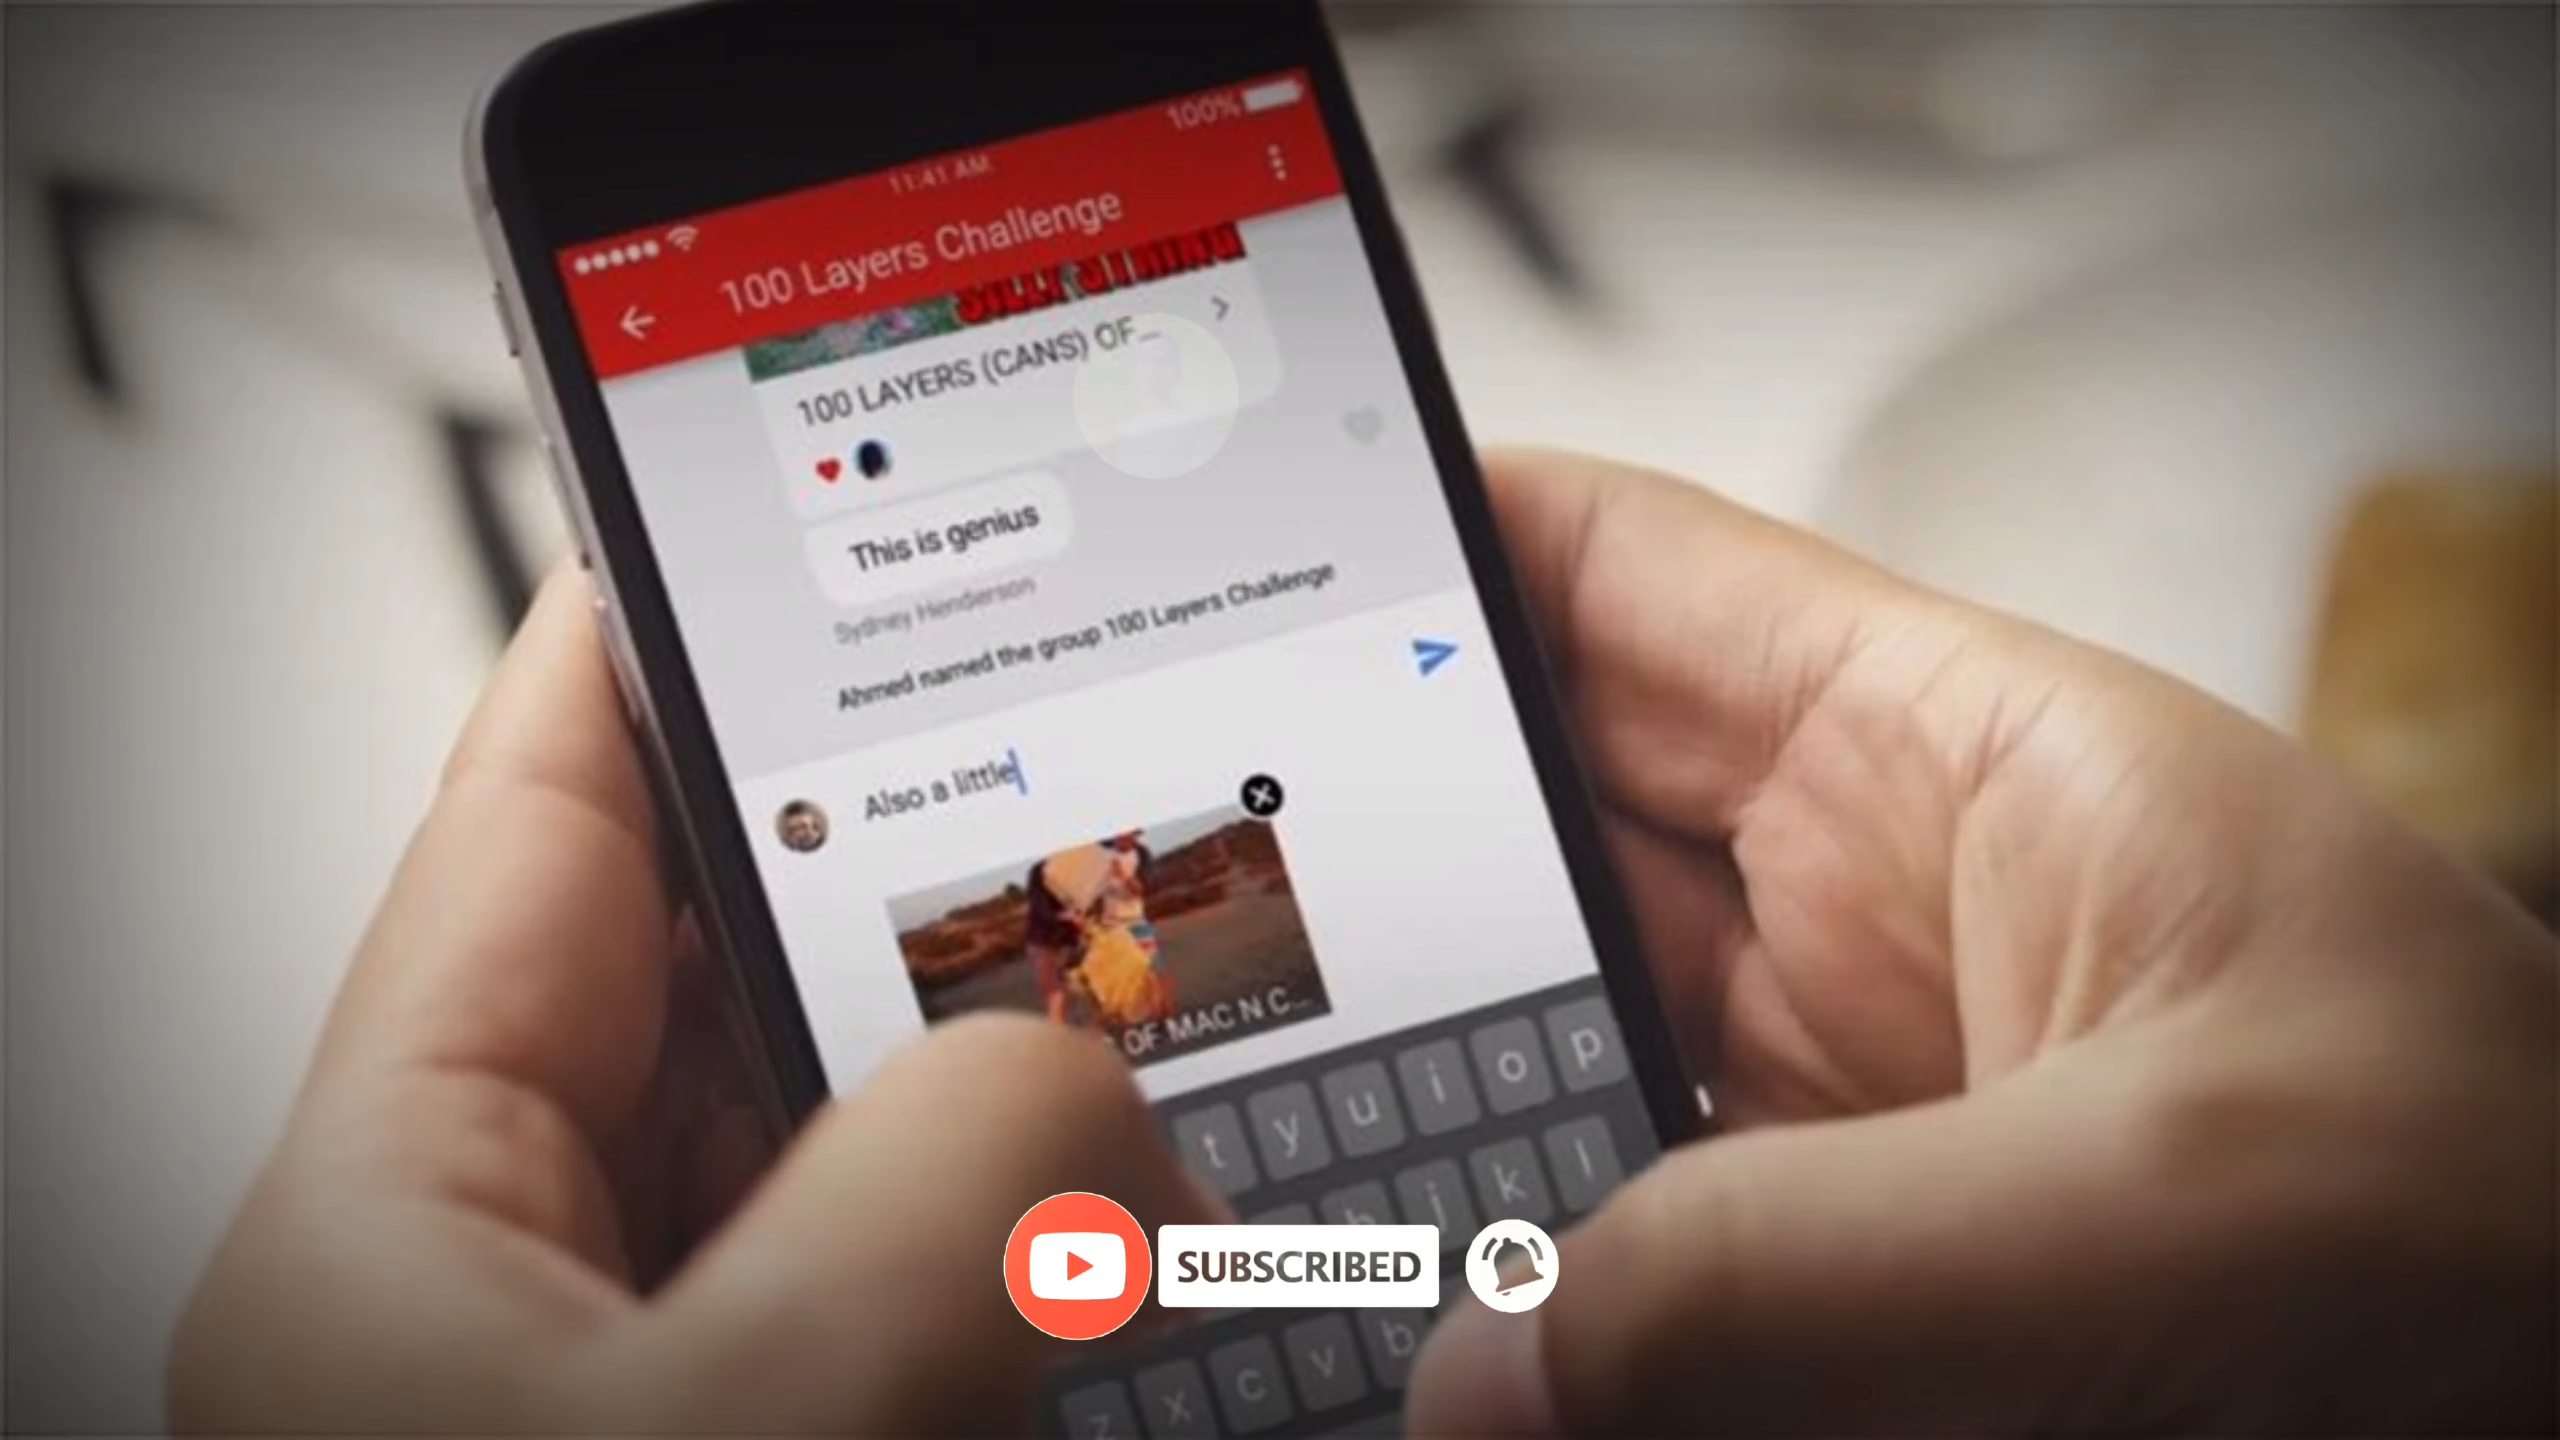 100%
11:41 AM
100 Layers Challenge
100 LAYERS (CANS) OF...
This is genius
Sydney Henderson
Ahmed named the group 100 Layers Challenge
Also a little
OF MAC N C...
t y u i o p
h j k l
SUBSCRIBED
z x c v b